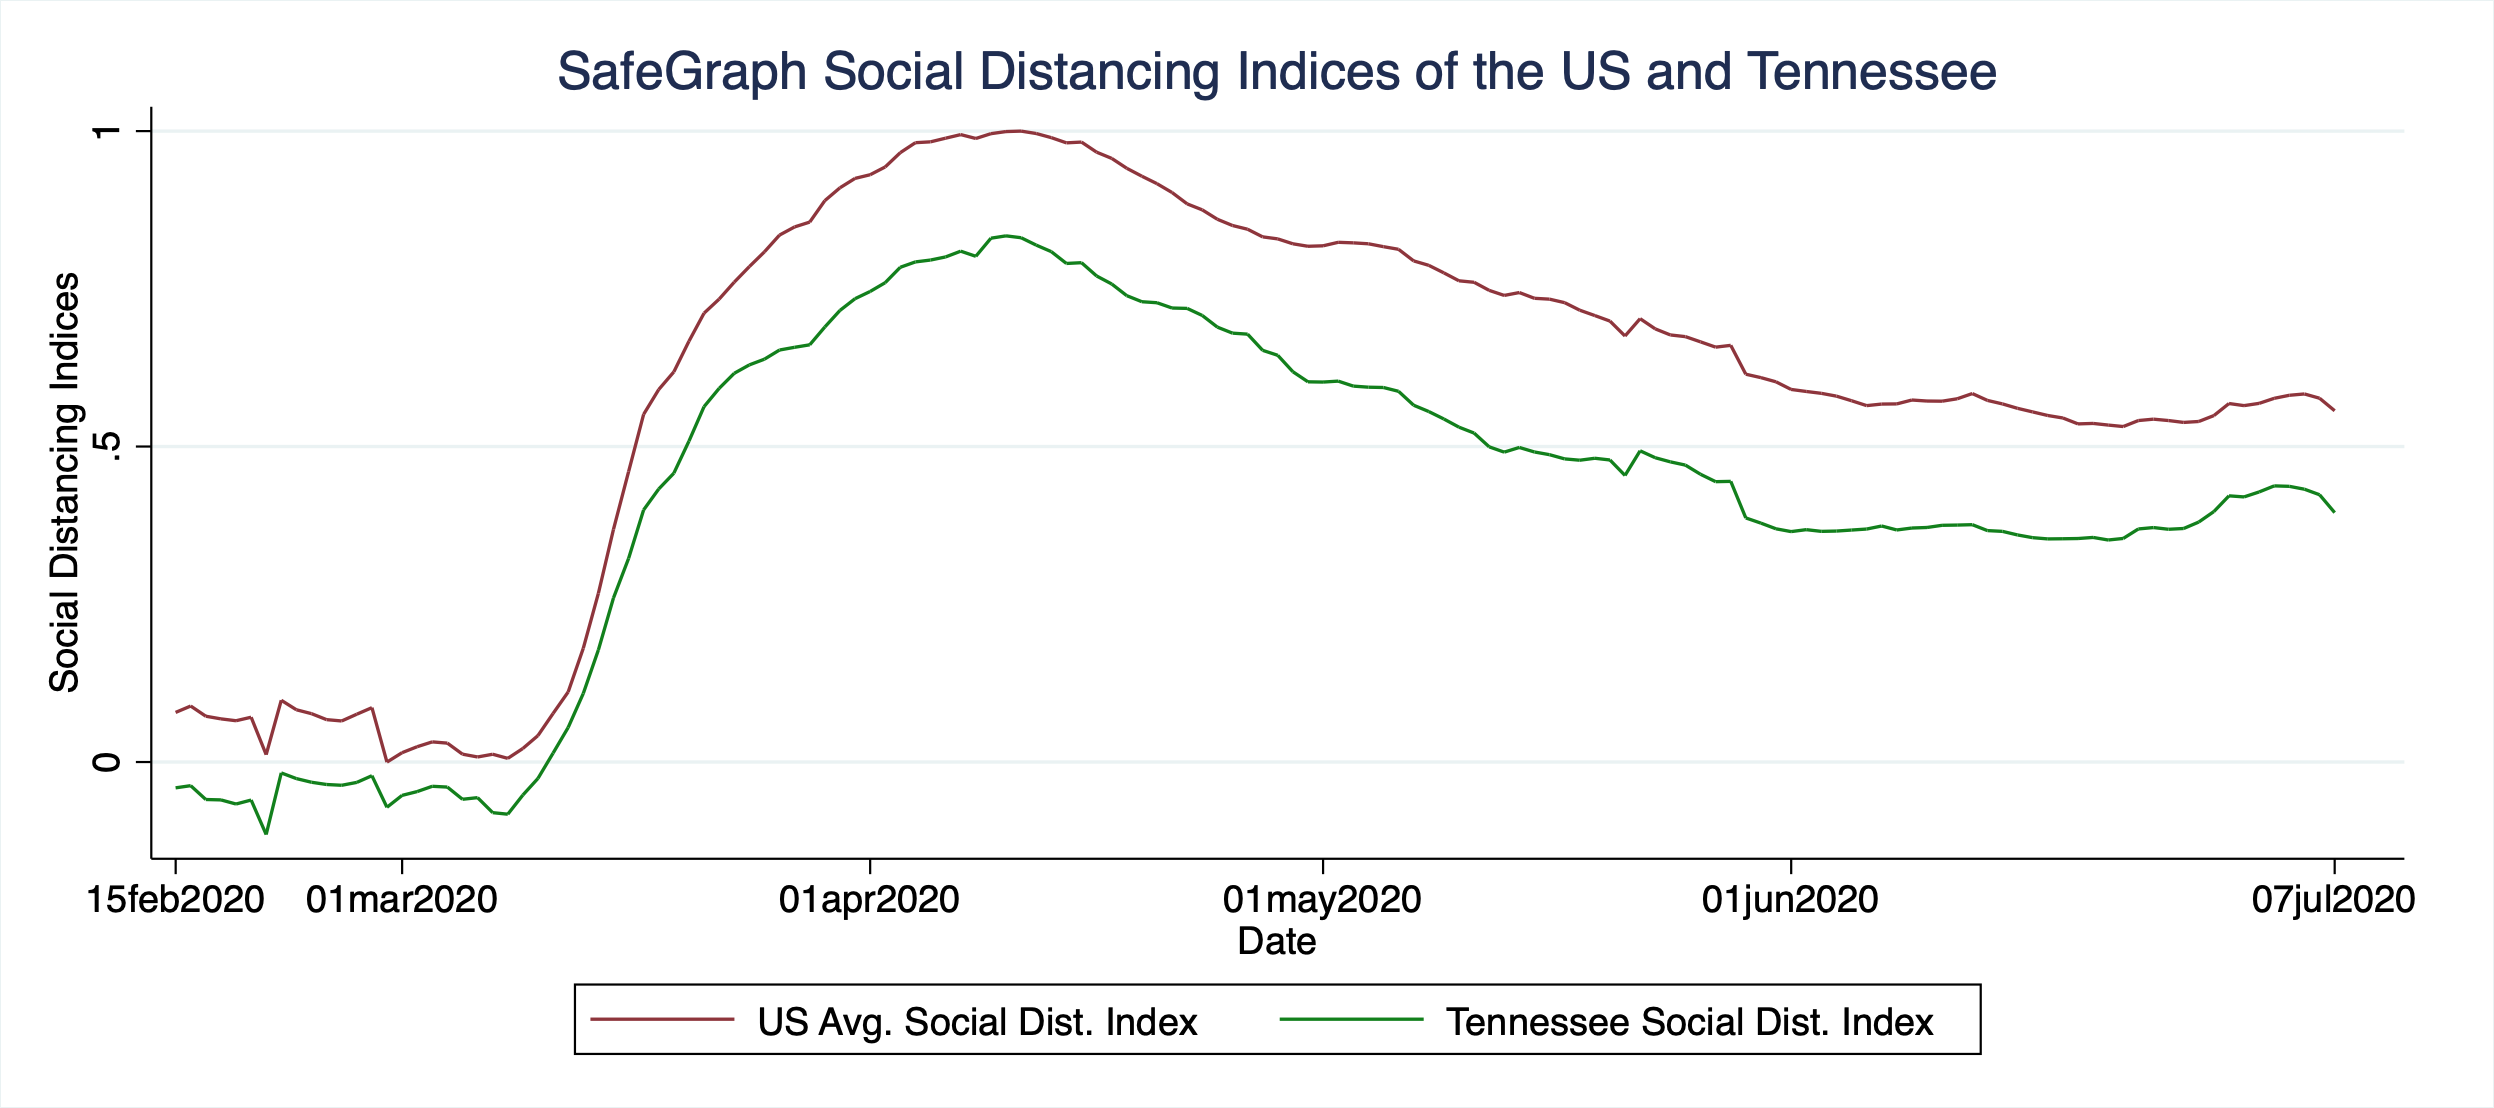 SafeGraph Social Distancing Indices of the US and Tennessee
Social Distancing Indices
1
.5
0
15feb2020 01mar2020 01apr2020 01may2020 01jun2020 07jul2020
Date
US Avg. Social Dist. Index Tennessee Social Dist. Index